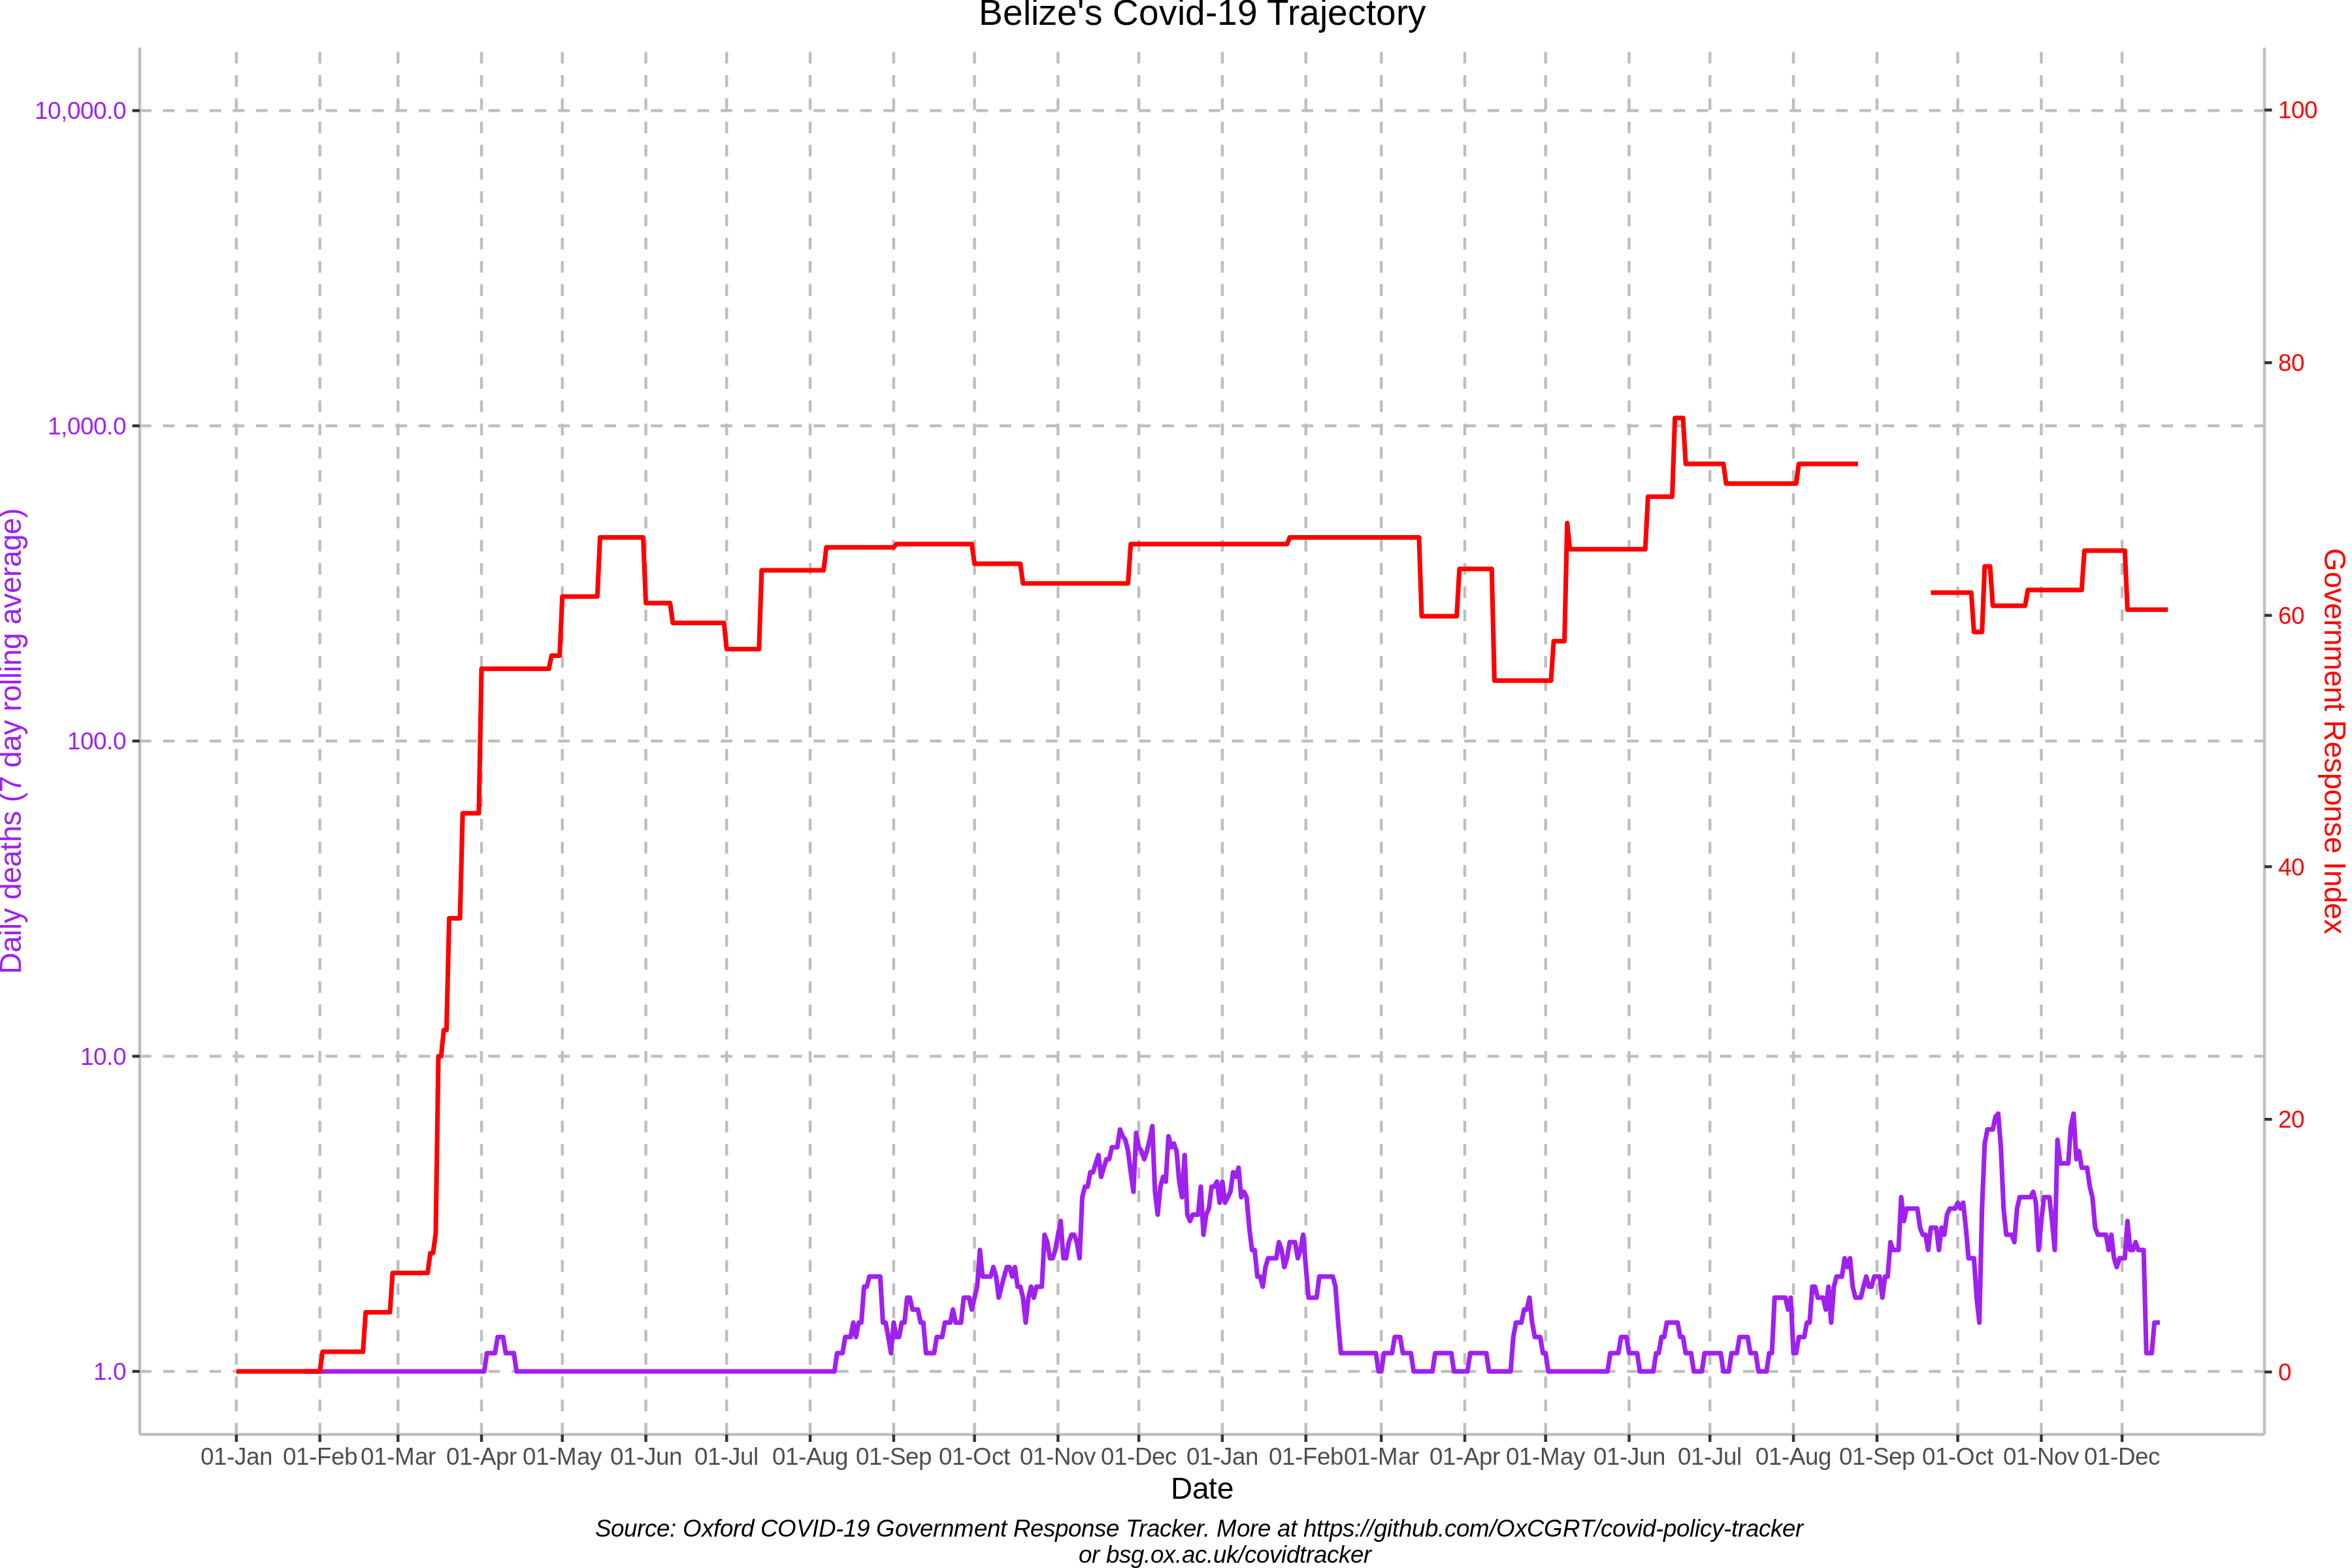 Belize's Covid-19 Trajectory
10,000.0
1,000.0
100.0
10.0
1.0
Daily deaths (7 day rolling average)
100
80
60
40
20
0
Government Response Index
01-Jan 01-Feb 01-Mar 01-Apr 01-May 01-Jun 01-Jul 01-Aug 01-Sep 01-Oct 01-Nov 01-Dec 01-Jan 01-Feb 01-Mar 01-Apr 01-May 01-Jun 01-Jul 01-Aug 01-Sep 01-Oct 01-Nov 01-Dec
Date
Source: Oxford COVID-19 Government Response Tracker. More at https://github.com/OxCGRT/covid-policy-tracker
or bsg.ox.ac.uk/covidtracker